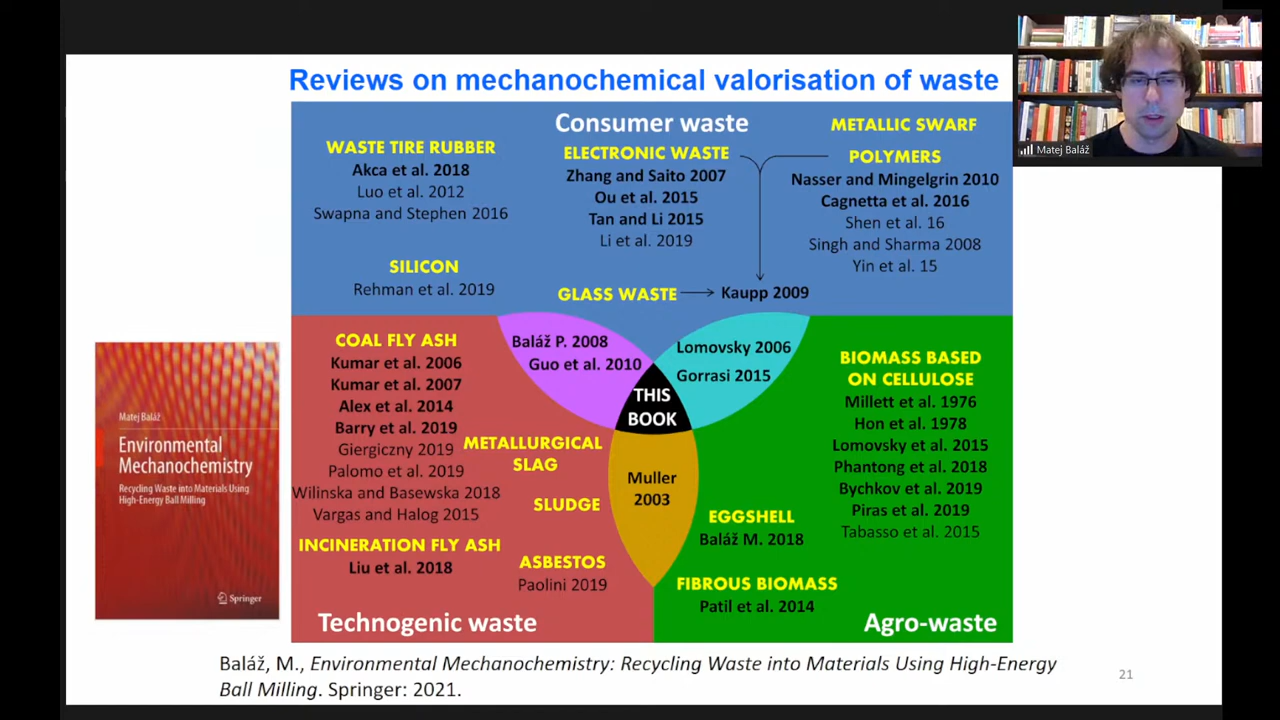 Reviews on mechanochemical valorisation of waste
Matej Baláž
Consumer waste
WASTE TIRE RUBBER
Akca et al. 2018
Luo et al. 2012
Swapna and Stephen 2016
SILICON
Rehman et al. 2019
ELECTRONIC WASTE
Zhang and Saito 2007
Ou et al. 2015
Tan and Li 2015
Li et al. 2019
GLASS WASTE
Kaupp 2009
METALLIC SWARF
POLYMERS
Nasser and Mingelgrin 2010
Cagnetta et al. 2016
Shen et al. 16
Singh and Sharma 2008
Yin et al. 15
Baláž P. 2008
Guo et al. 2010
Lomovsky 2006
Gorrasi 2015
THIS
BOOK
Muller
2003
COAL FLY ASH
Kumar et al. 2006
Kumar et al. 2007
Alex et al. 2014
Barry et al. 2019
Giergiczny 2019
Palomo et al. 2019
Wilinska and Basewska 2018
Vargas and Halog 2015
INCINERATION FLY ASH
Liu et al. 2018
METALLURGICAL
SLAG
SLUDGE
ASBESTOS
Paolini 2019
Technogenic waste
BIOMASS BASED
ON CELLULOSE
Millett et al. 1976
Hon et al. 1978
Lomovsky et al. 2015
Phantong et al. 2018
Bychkov et al. 2019
Piras et al. 2019
Tabasso et al. 2015
EGGSHELL
Baláž M. 2018
FIBROUS BIOMASS
Patil et al. 2014
Agro-waste
Matej Baláž
Environmental
Mechanochemistry
Recycling Waste into Materials Using
High-Energy Ball Milling
Springer
Baláž, M., Environmental Mechanochemistry: Recycling Waste into Materials Using High-Energy
Ball Milling. Springer: 2021.
21